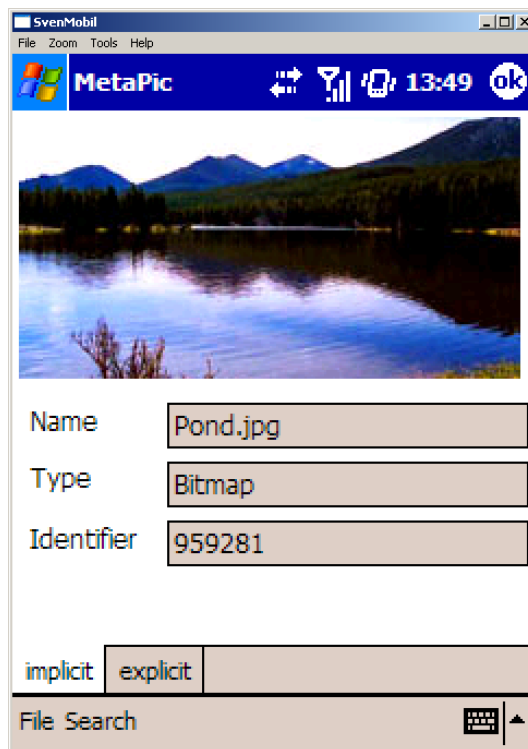 SvenMobil
File Zoom Tools Help
MetaPic 13:49 ok
Name Pond.jpg
Type Bitmap
Identifier 959281
implicit explicit
File Search